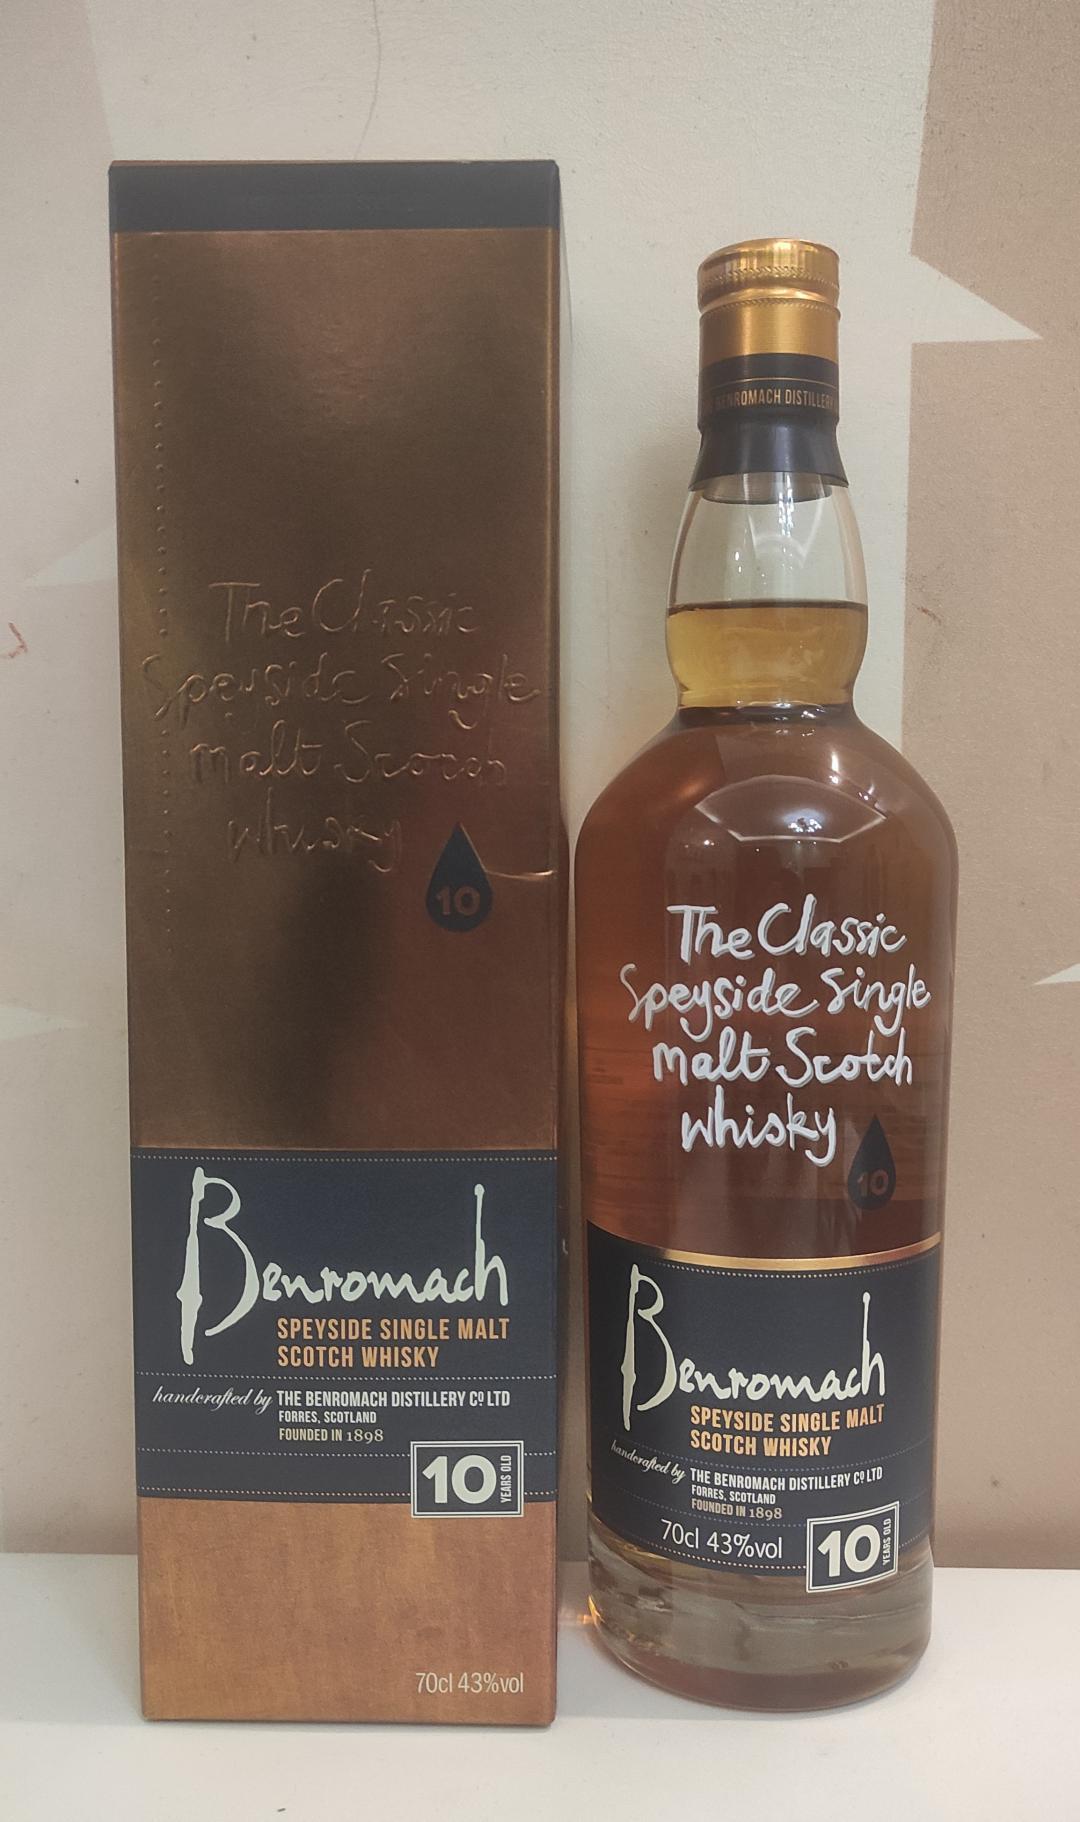 The Classic
Speyside Single
Malt Scotch
Whisky
10
Benromach
SPEYSIDE SINGLE MALT
SCOTCH WHISKY
handcrafted by THE BENROMACH DISTILLERY Co LTD
FORRES, SCOTLAND
FOUNDED IN 1898
10 YEARS OLD
70cl 43%vol
BENROMACH DISTILLERY
The Classic
Speyside Single
Malt Scotch
Whisky
10
Benromach
SPEYSIDE SINGLE MALT
SCOTCH WHISKY
handcrafted by THE BENROMACH DISTILLERY Co LTD
FORRES, SCOTLAND
FOUNDED IN 1898
70cl 43%vol
10 YEARS OLD